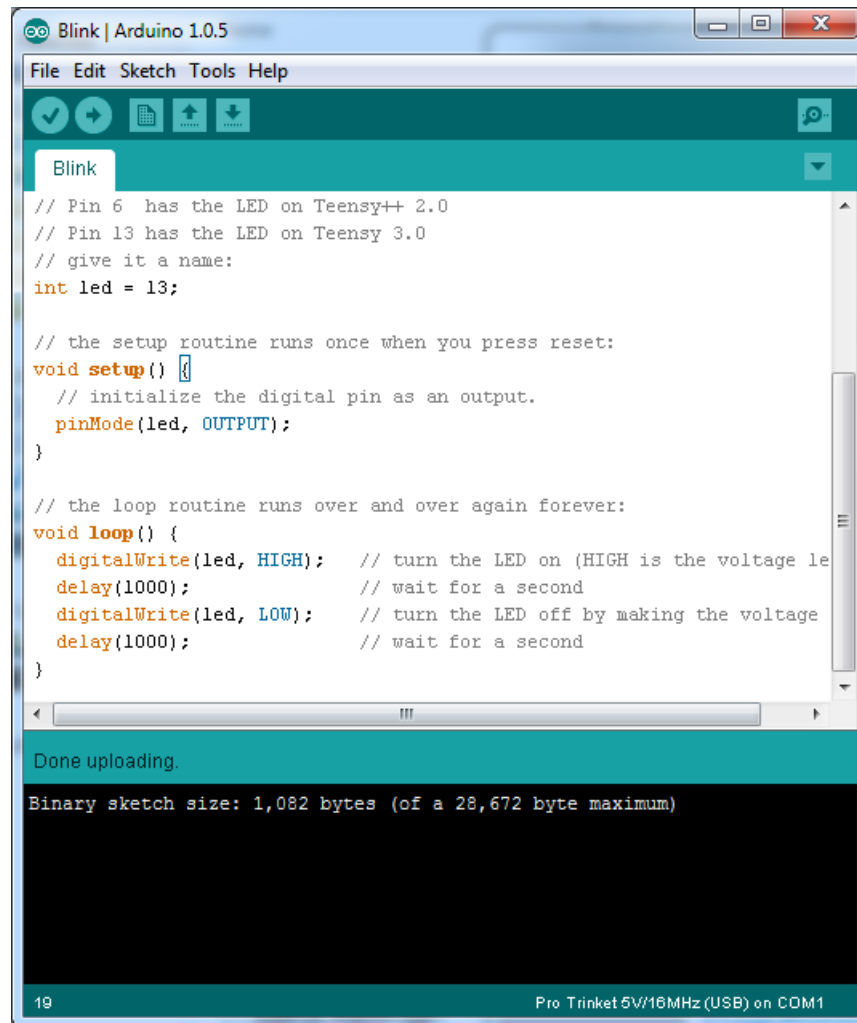 Blink | Arduino 1.0.5
File Edit Sketch Tools Help
Blink
// Pin 6  has the LED on Teensy++ 2.0
// Pin 13 has the LED on Teensy 3.0
// give it a name:
int led = 13;
// the setup routine runs once when you press reset:
void setup() {
  // initialize the digital pin as an output.
  pinMode(led, OUTPUT);
}
// the loop routine runs over and over again forever:
void loop() {
  digitalWrite(led, HIGH);   // turn the LED on (HIGH is the voltage le
  delay(1000);               // wait for a second
  digitalWrite(led, LOW);    // turn the LED off by making the voltage
  delay(1000);               // wait for a second
}
Done uploading.
Binary sketch size: 1,082 bytes (of a 28,672 byte maximum)
19 Pro Trinket 5V/16MHz (USB) on COM1